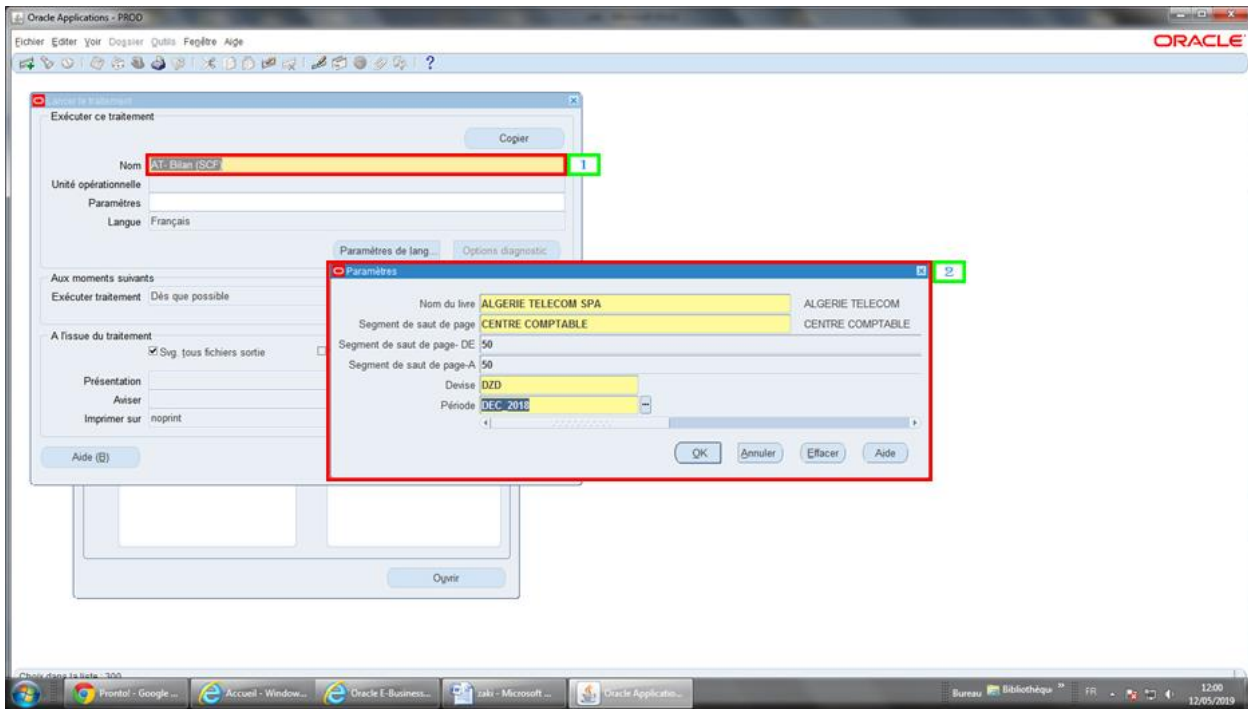 Oracle Applications - PROD
Fichier Editer Voir Dossier Outils Fenêtre Aide
ORACLE
?
Lancer le traitement
Exécuter ce traitement
Copier
Nom AT- Bilan (SCF)
1
Unité opérationnelle
Paramètres
Langue Français
Paramètres de lang... Options diagnostic
Aux moments suivants
Exécuter traitement Dès que possible
A l'issue du traitement
Svg. tous fichiers sortie
Présentation
Aviser
Imprimer sur noprint
Aide (B)
Paramètres
2
Nom du livre ALGERIE TELECOM SPA ALGERIE TELECOM
Segment de saut de page CENTRE COMPTABLE CENTRE COMPTABLE
Segment de saut de page- DE 50
Segment de saut de page-A 50
Devise DZD
Période DEC_2018
OK Annuler Effacer Aide
Ouvrir
Choix dans la liste : 300
Pronto! - Google ... Accueil - Window... Oracle E-Business... zaki - Microsoft ... Oracle Applicatio... Bureau Bibliothèque » FR 12:00
12/05/2019